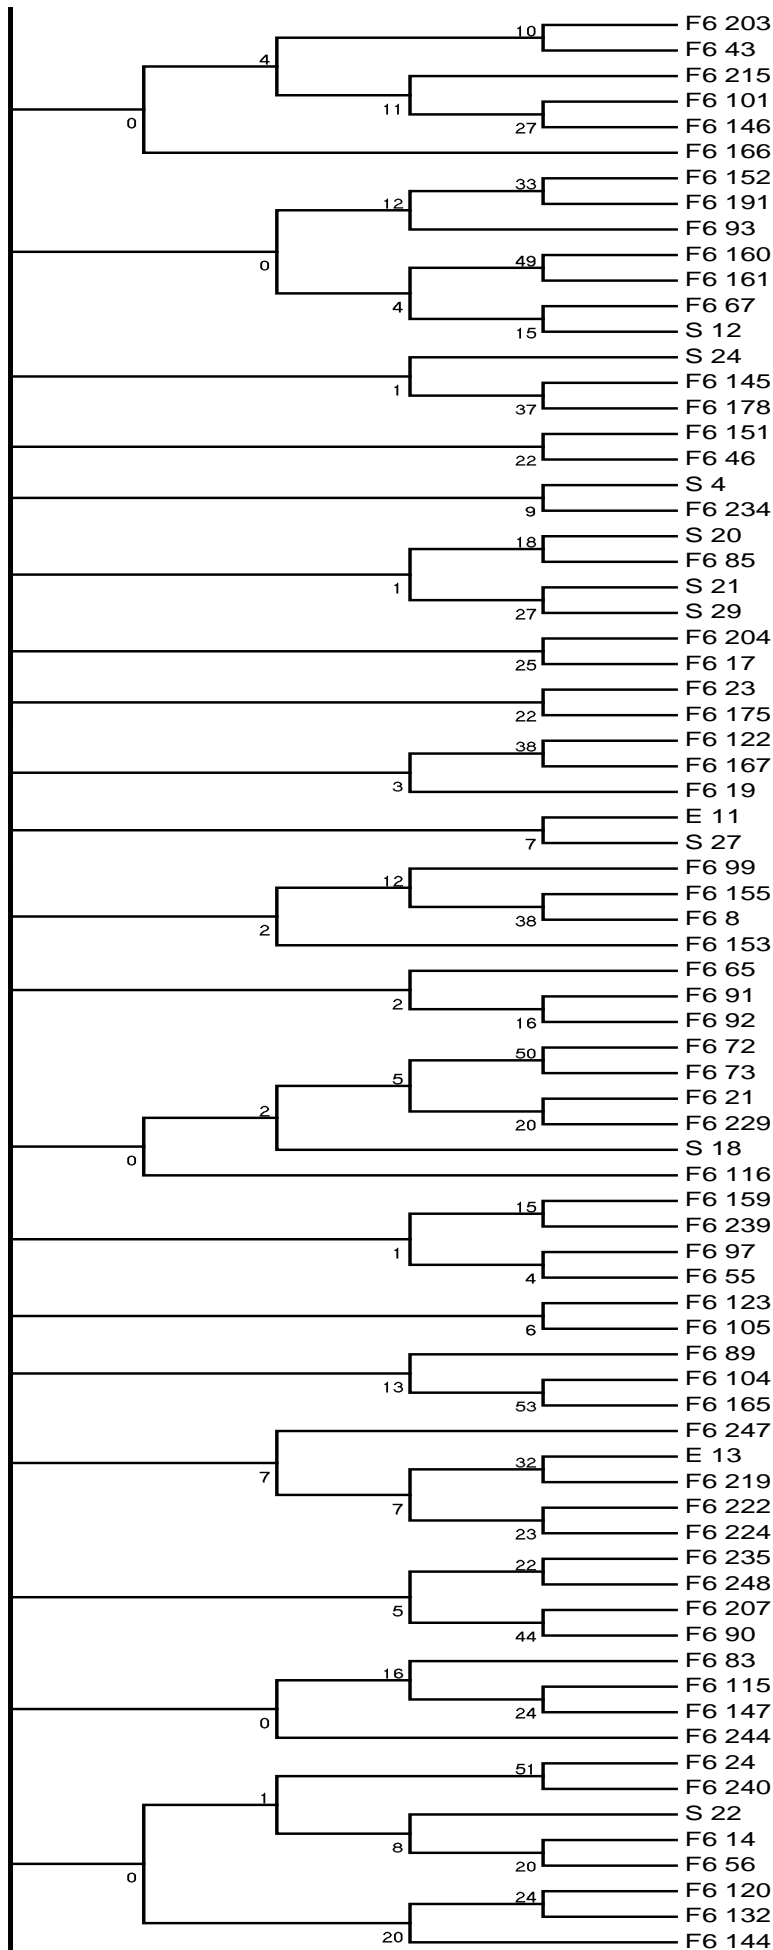 10 F6 203
F6 43
4
F6 215
11
F6 101
27 F6 146
0
F6 166
33 F6 152
F6 191
12
F6 93
0
49 F6 160
F6 161
4
F6 67
15 S 12
S 24
1
F6 145
37 F6 178
F6 151
22 F6 46
S 4
9 F6 234
18 S 20
F6 85
1
S 21
27 S 29
F6 204
25 F6 17
F6 23
22 F6 175
38 F6 122
F6 167
3 F6 19
E 11
7 S 27
12 F6 99
F6 155
38 F6 8
2 F6 153
F6 65
2 F6 91
16 F6 92
50 F6 72
F6 73
5
F6 21
2
20 F6 229
S 18
0
F6 116
15 F6 159
F6 239
1 F6 97
4 F6 55
F6 123
6 F6 105
F6 89
13 F6 104
53 F6 165
F6 247
32 E 13
7 F6 219
7 F6 222
23 F6 224
22 F6 235
F6 248
5 F6 207
44 F6 90
16 F6 83
F6 115
24 F6 147
0 F6 244
51 F6 24
F6 240
1
S 22
8 F6 14
20 F6 56
0
24 F6 120
F6 132
20 F6 144